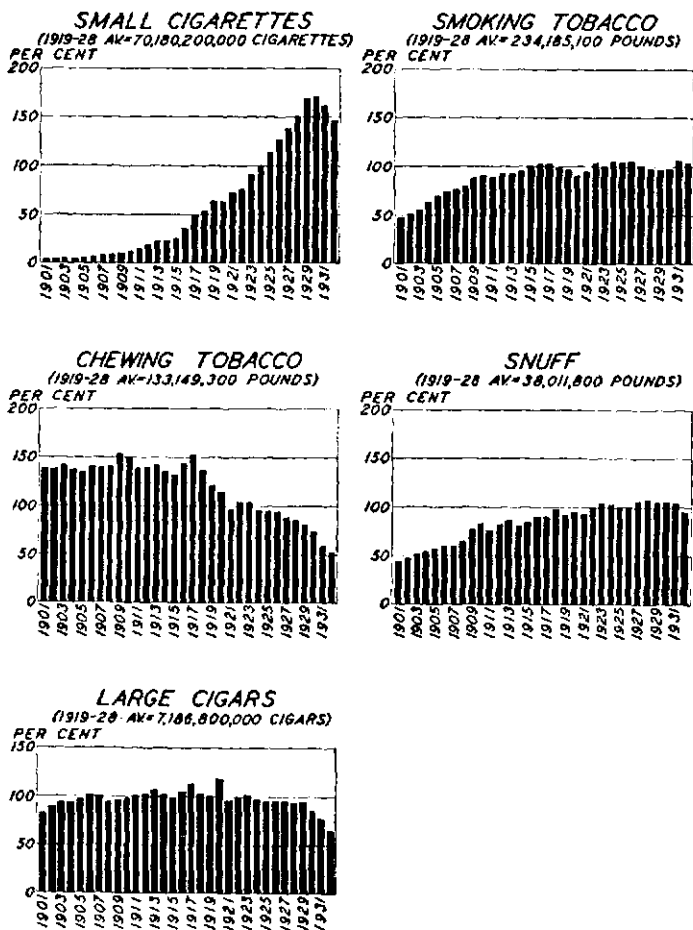 SMALL CIGARETTES
(1919-28 AV.=70,180,200,000 CIGARETTES)
PER CENT
200
150
100
50
0
1901 1903 1905 1907 1909 1911 1913 1915 1917 1919 1921 1923 1925 1927 1929 1931
SMOKING TOBACCO
(1919-28 AV.=234,185,100 POUNDS)
PER CENT
200
150
100
50
0
1901 1903 1905 1907 1909 1911 1913 1915 1917 1919 1921 1923 1925 1927 1929 1931
CHEWING TOBACCO
(1919-28 AV.=133,149,300 POUNDS)
PER CENT
200
150
100
50
0
1901 1903 1905 1907 1909 1911 1913 1915 1917 1919 1921 1923 1925 1927 1929 1931
SNUFF
(1919-28 AV.=38,011,800 POUNDS)
PER CENT
200
150
100
50
0
1901 1903 1905 1907 1909 1911 1913 1915 1917 1919 1921 1923 1925 1927 1929 1931
LARGE CIGARS
(1919-28 AV.=7,186,800,000 CIGARS)
PER CENT
150
100
50
0
1901 1903 1905 1907 1909 1911 1913 1915 1917 1919 1921 1923 1925 1927 1929 1931